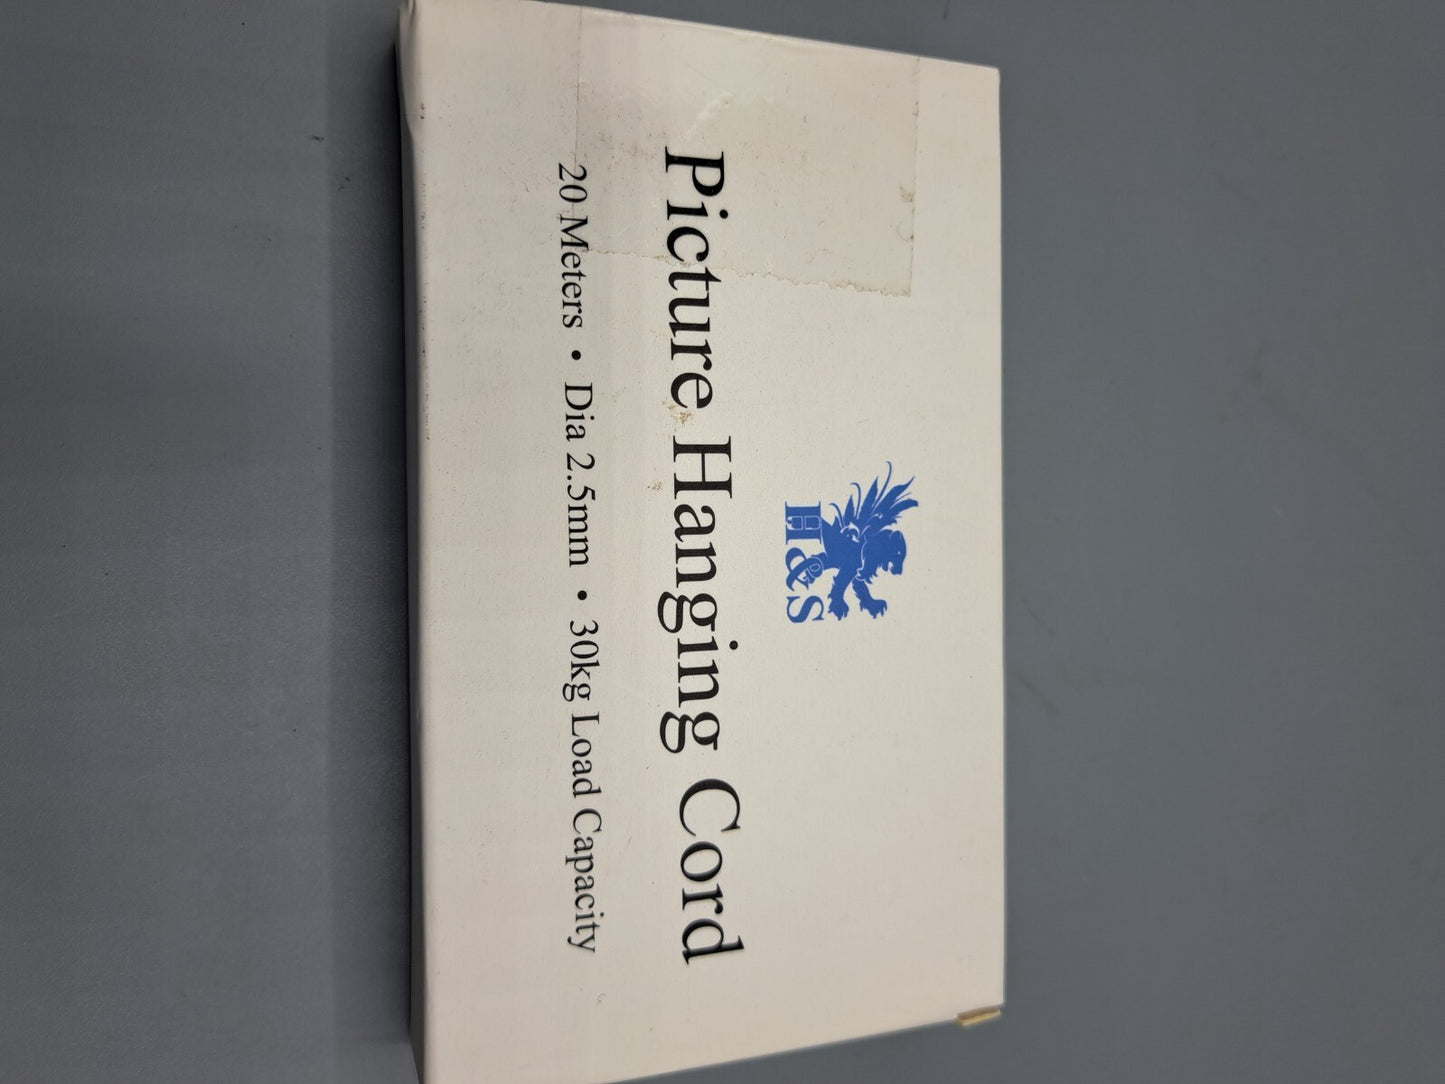 H&S
Picture Hanging Cord
20 Meters • Dia 2.5mm • 30kg Load Capacity